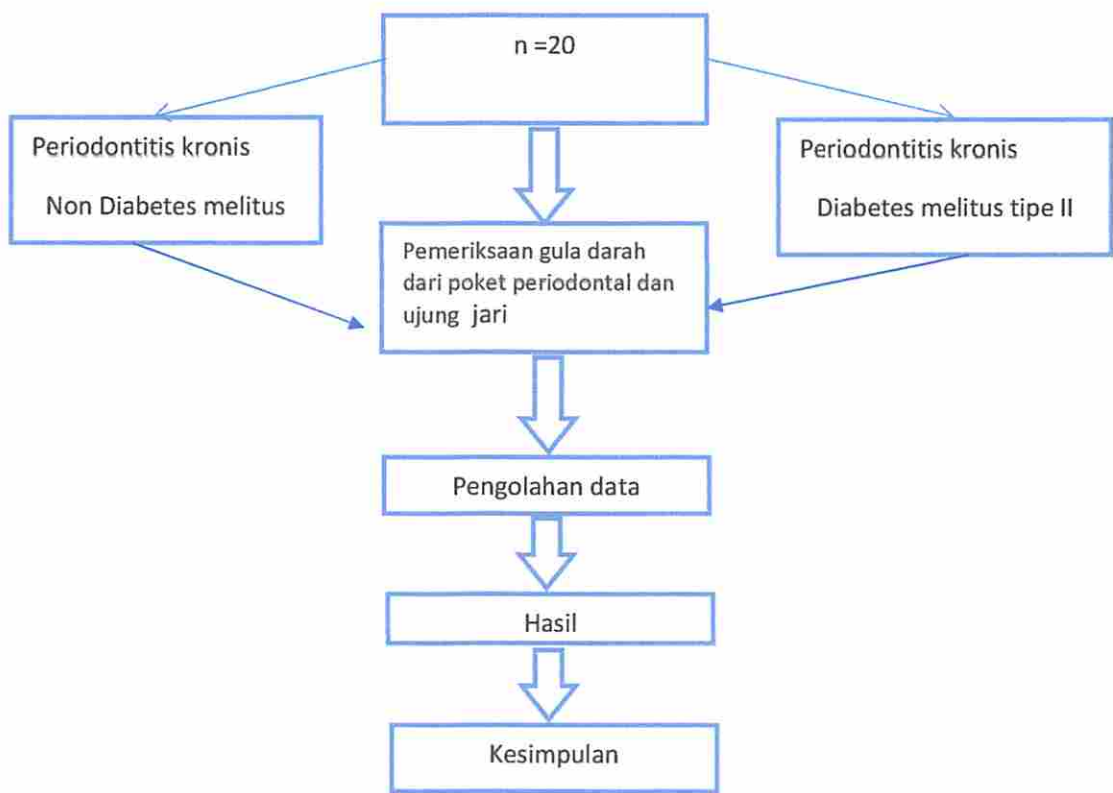 n =20
Periodontitis kronis
Non Diabetes melitus
Periodontitis kronis
Diabetes melitus tipe II
Pemeriksaan gula darah
dari poket periodontal dan
ujung jari
Pengolahan data
Hasil
Kesimpulan